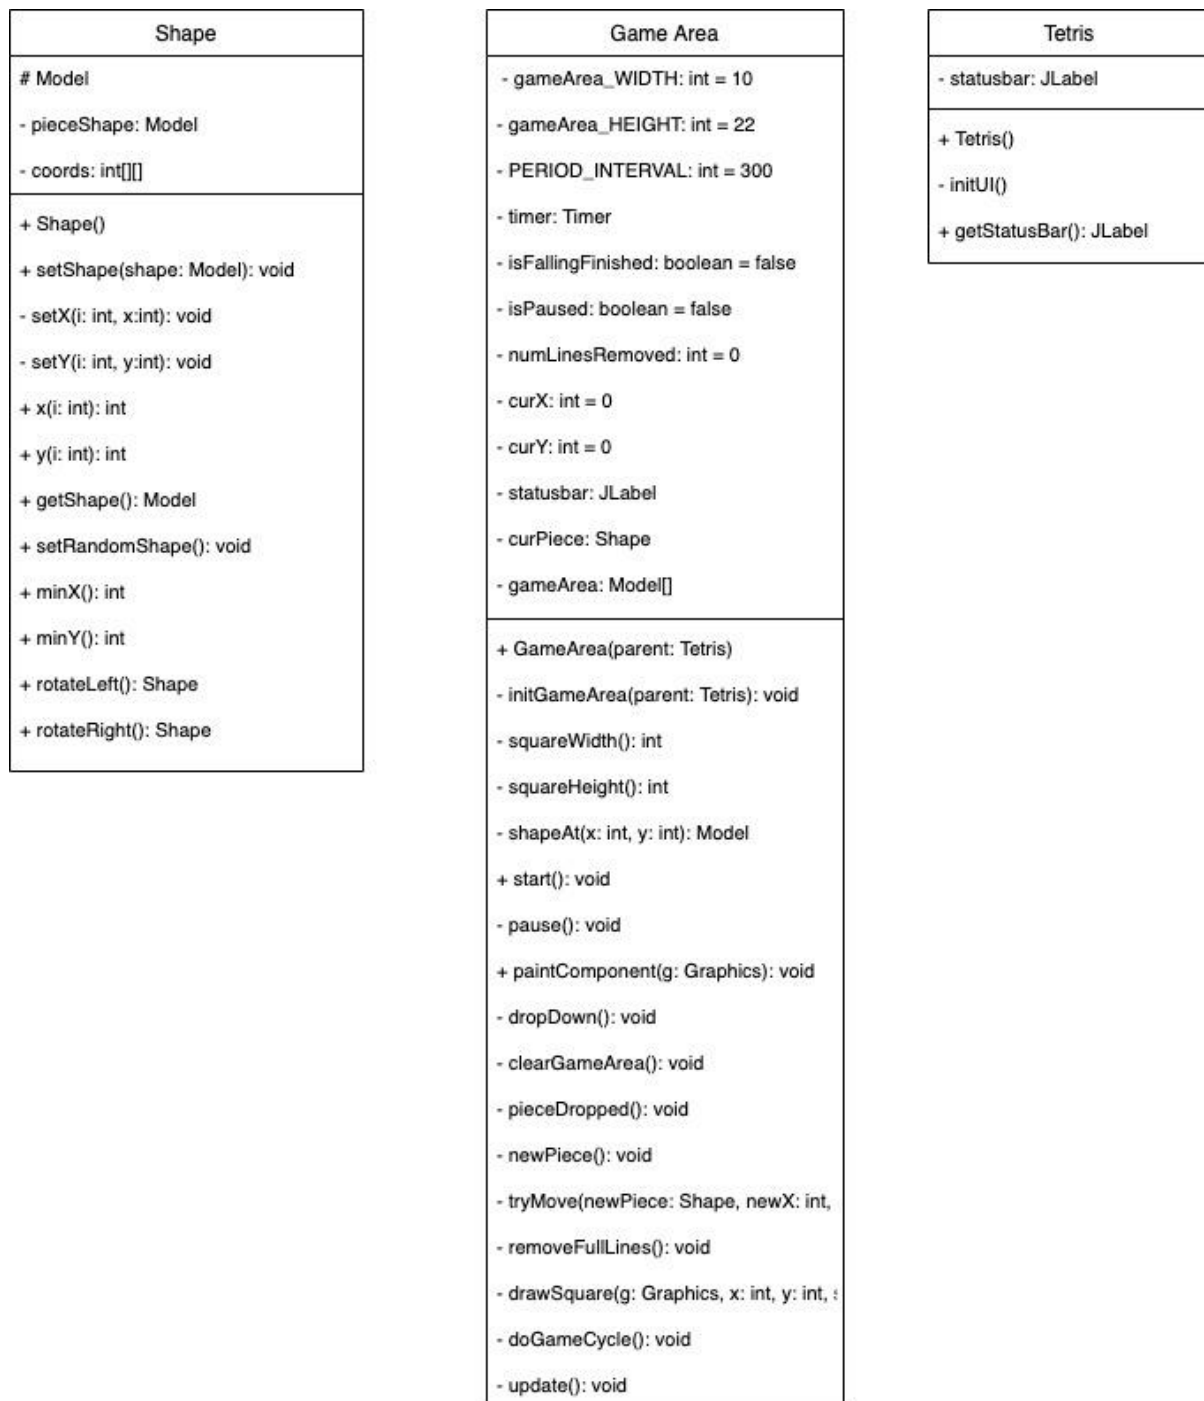 Shape
# Model
- pieceShape: Model
- coords: int[][]
+ Shape()
+ setShape(shape: Model): void
- setX(i: int, x:int): void
- setY(i: int, y:int): void
+ x(i: int): int
+ y(i: int): int
+ getShape(): Model
+ setRandomShape(): void
+ minX(): int
+ minY(): int
+ rotateLeft(): Shape
+ rotateRight(): Shape
Game Area
- gameArea_WIDTH: int = 10
- gameArea_HEIGHT: int = 22
- PERIOD_INTERVAL: int = 300
- timer: Timer
- isFallingFinished: boolean = false
- isPaused: boolean = false
- numLinesRemoved: int = 0
- curX: int = 0
- curY: int = 0
- statusbar: JLabel
- curPiece: Shape
- gameArea: Model[]
+ GameArea(parent: Tetris)
- initGameArea(parent: Tetris): void
- squareWidth(): int
- squareHeight(): int
- shapeAt(x: int, y: int): Model
+ start(): void
- pause(): void
+ paintComponent(g: Graphics): void
- dropDown(): void
- clearGameArea(): void
- pieceDropped(): void
- newPiece(): void
- tryMove(newPiece: Shape, newX: int,
- removeFullLines(): void
- drawSquare(g: Graphics, x: int, y: int,
- doGameCycle(): void
- update(): void
Tetris
- statusbar: JLabel
+ Tetris()
- initUI()
+ getStatusBar(): JLabel